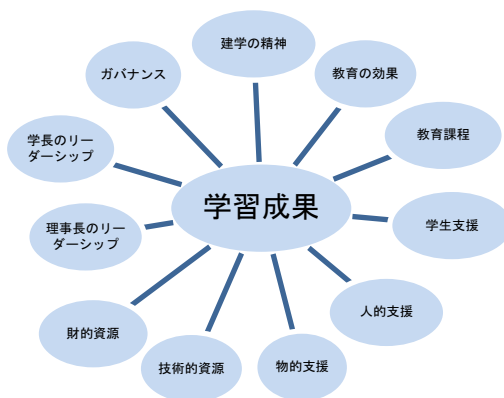 建学の精神
教育の効果
教育課程
学生支援
人的支援
物的支援
技術的資源
財的資源
理事長のリー
ダーシップ
学長のリー
ダーシップ
ガバナンス
学習成果